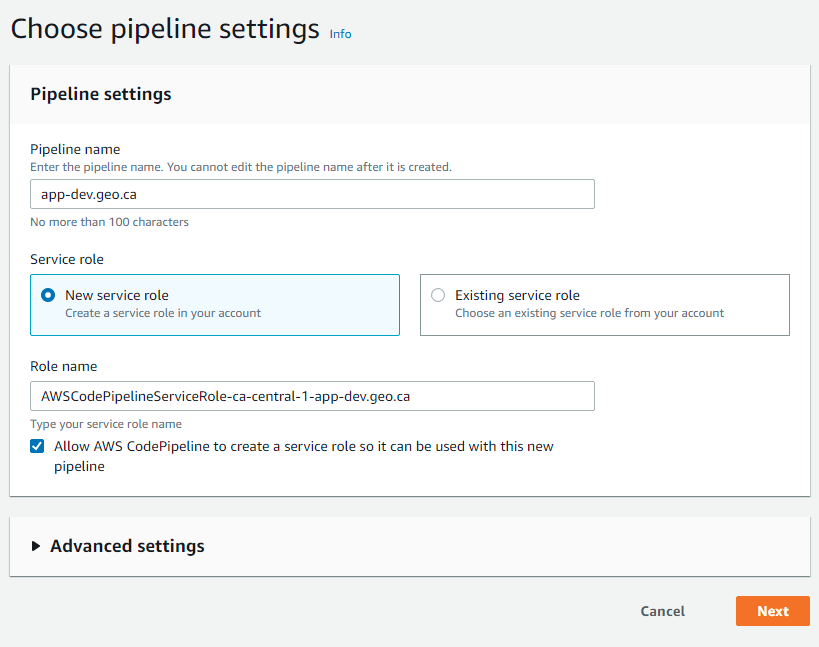 Choose pipeline settings Info
Pipeline settings
Pipeline name
Enter the pipeline name. You cannot edit the pipeline name after it is created.
app-dev.geo.ca
No more than 100 characters
Service role
New service role
Create a service role in your account
Existing service role
Choose an existing service role from your account
Role name
AWSCodePipelineServiceRole-ca-central-1-app-dev.geo.ca
Type your service role name
Allow AWS CodePipeline to create a service role so it can be used with this new
pipeline
Advanced settings
Cancel
Next